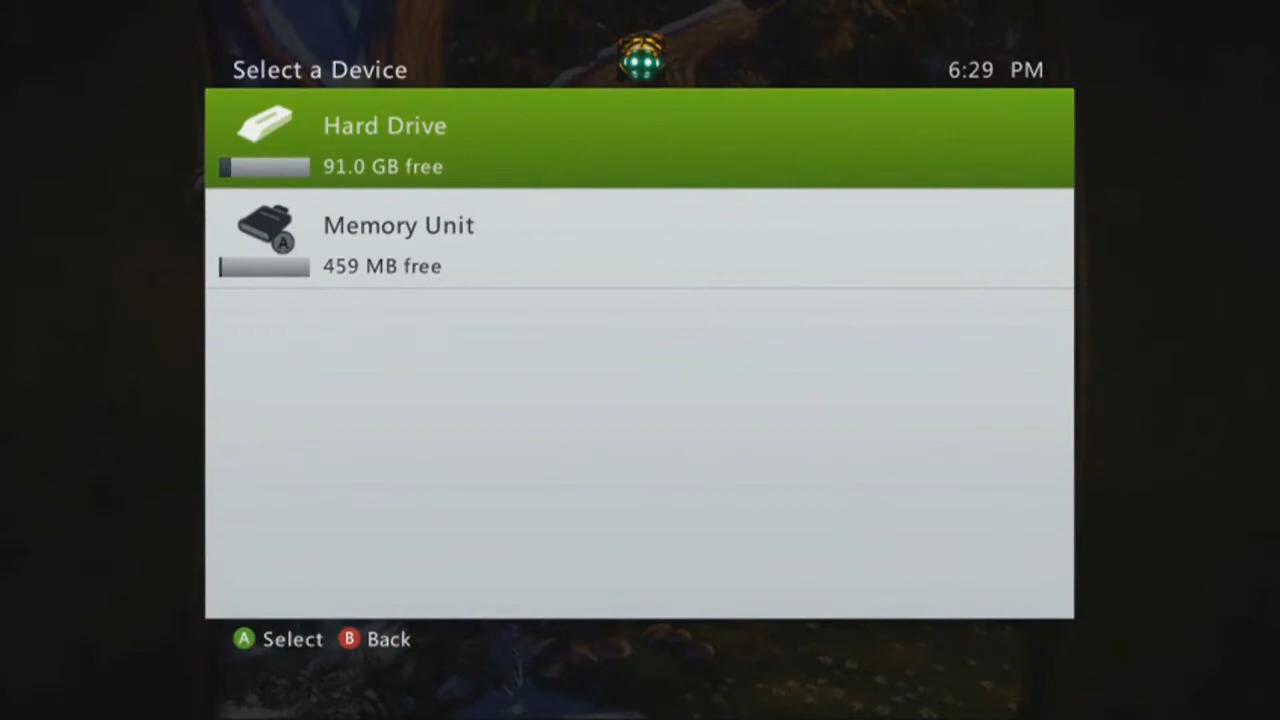 Select a Device
6:29 PM
Hard Drive
91.0 GB free
A
Memory Unit
459 MB free
A Select B Back